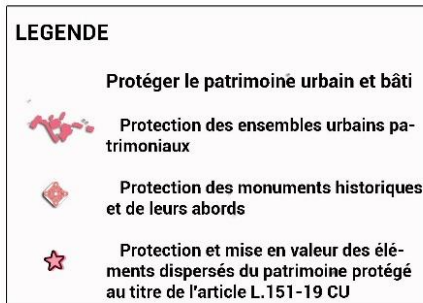 LEGENDE
Protéger le patrimoine urbain et bâti
Protection des ensembles urbains pa-
trimoniaux
Protection des monuments historiques
et de leurs abords
Protection et mise en valeur des élé-
ments dispersés du patrimoine protégé
au titre de l'article L.151-19 CU